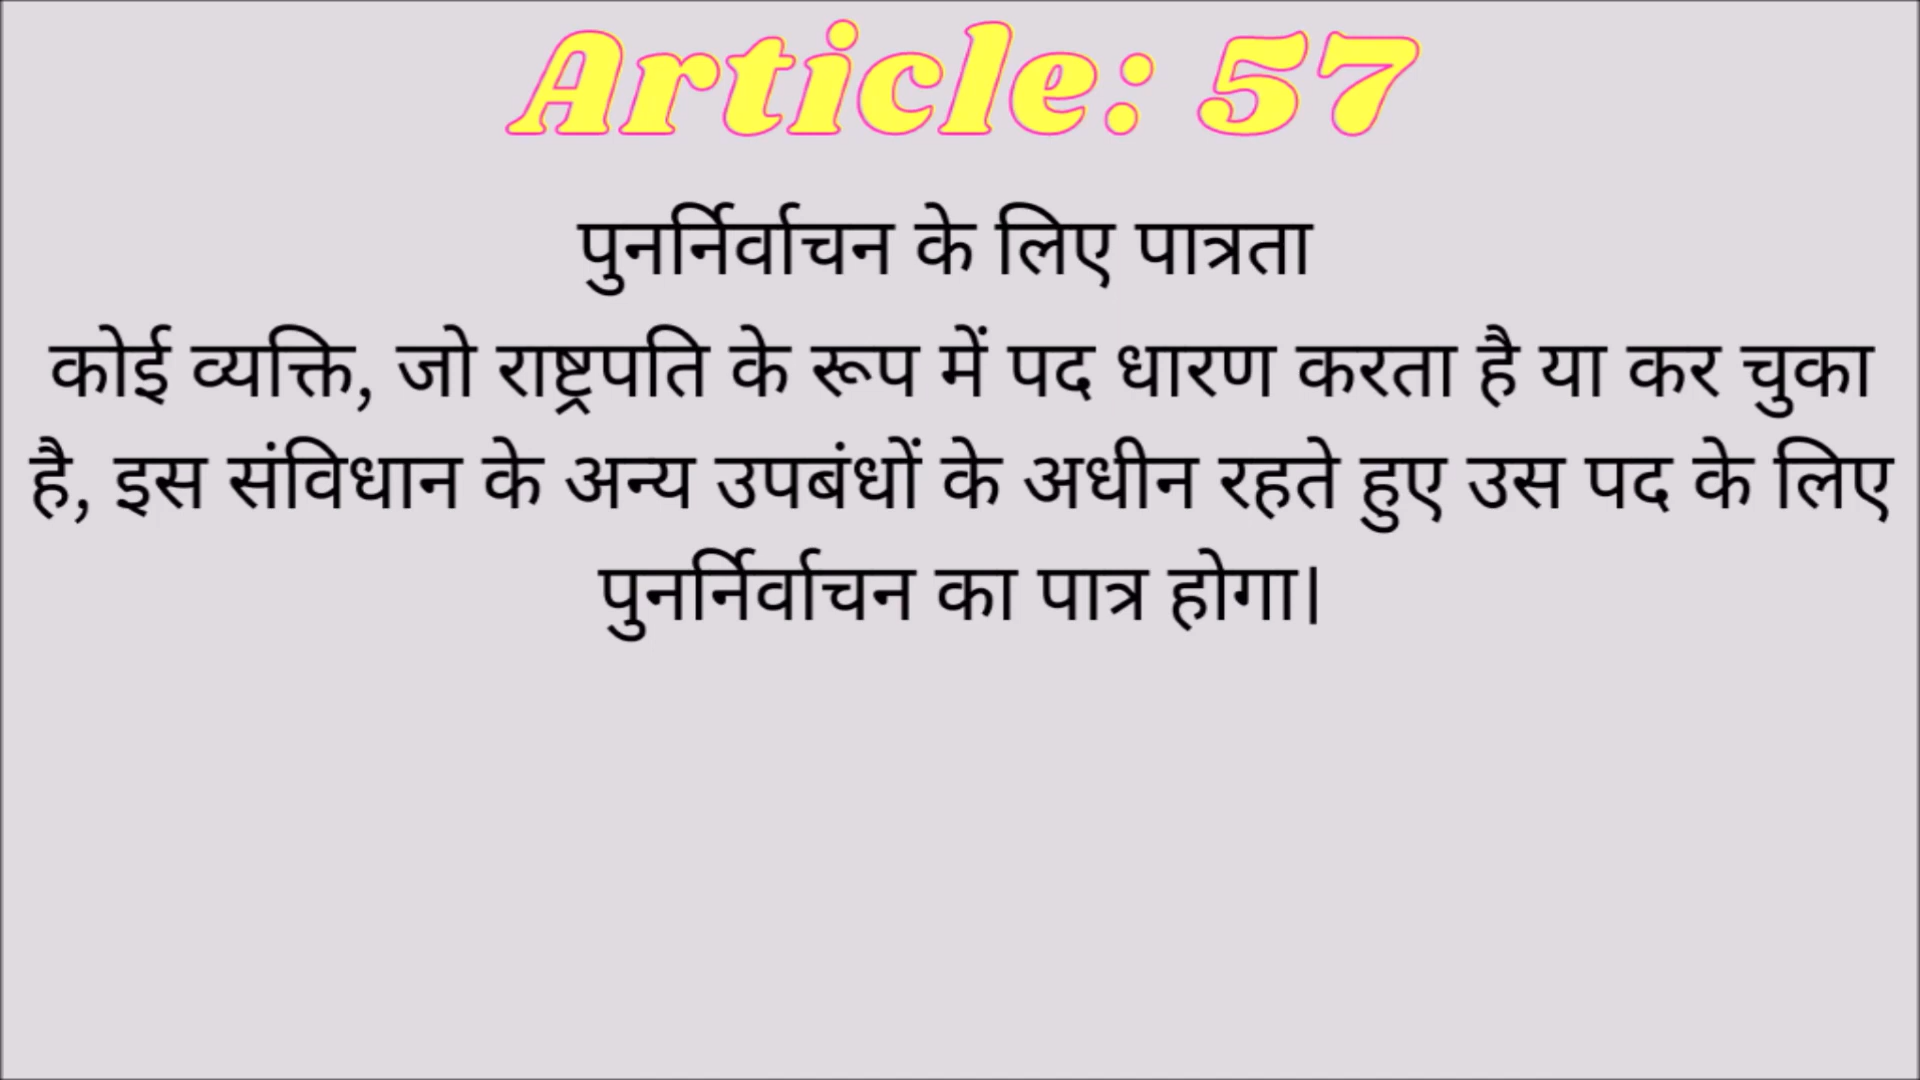 Article: 57
पुनर्निर्वाचन के लिए पात्रता
कोई व्यक्ति, जो राष्ट्रपति के रूप में पद धारण करता है या कर चुका
है, इस संविधान के अन्य उपबंधों के अधीन रहते हुए उस पद के लिए
पुनर्निर्वाचन का पात्र होगा।